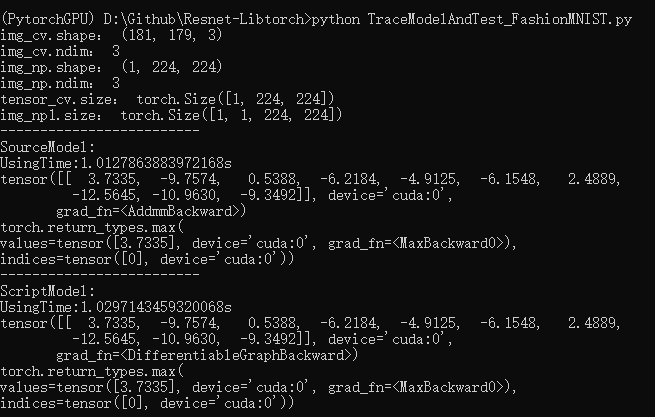 (PytorchGPU) D:\Github\Resnet-Libtorch>python TraceModelAndTest_FashionMNIST.py
img_cv.shape： (181, 179, 3)
img_cv.ndim： 3
img_np.shape： (1, 224, 224)
img_np.ndim： 3
tensor_cv.size： torch.Size([1, 224, 224])
img_np1.size： torch.Size([1, 1, 224, 224])
-------------------------
SourceModel:
UsingTime:1.0127863883972168s
tensor([[  3.7335,  -9.7574,   0.5388,  -6.2184,  -4.9125,  -6.1548,   2.4889,
         -12.5645, -10.9630,  -9.3492]], device='cuda:0',
       grad_fn=<AddmmBackward>)
torch.return_types.max(
values=tensor([3.7335], device='cuda:0', grad_fn=<MaxBackward0>),
indices=tensor([0], device='cuda:0'))
-------------------------
ScriptModel:
UsingTime:1.0297143459320068s
tensor([[  3.7335,  -9.7574,   0.5388,  -6.2184,  -4.9125,  -6.1548,   2.4889,
         -12.5645, -10.9630,  -9.3492]], device='cuda:0',
       grad_fn=<DifferentiableGraphBackward>)
torch.return_types.max(
values=tensor([3.7335], device='cuda:0', grad_fn=<MaxBackward0>),
indices=tensor([0], device='cuda:0'))